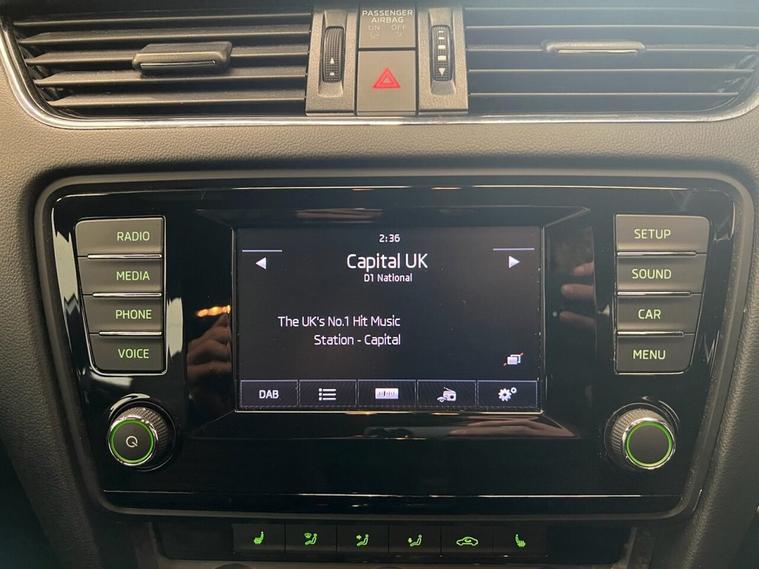 PASSENGER
AIRBAG
ON OFF
RADIO
MEDIA
PHONE
VOICE
2:36
Capital UK
D1 National
The UK's No.1 Hit Music
Station - Capital
DAB
SETUP
SOUND
CAR
MENU